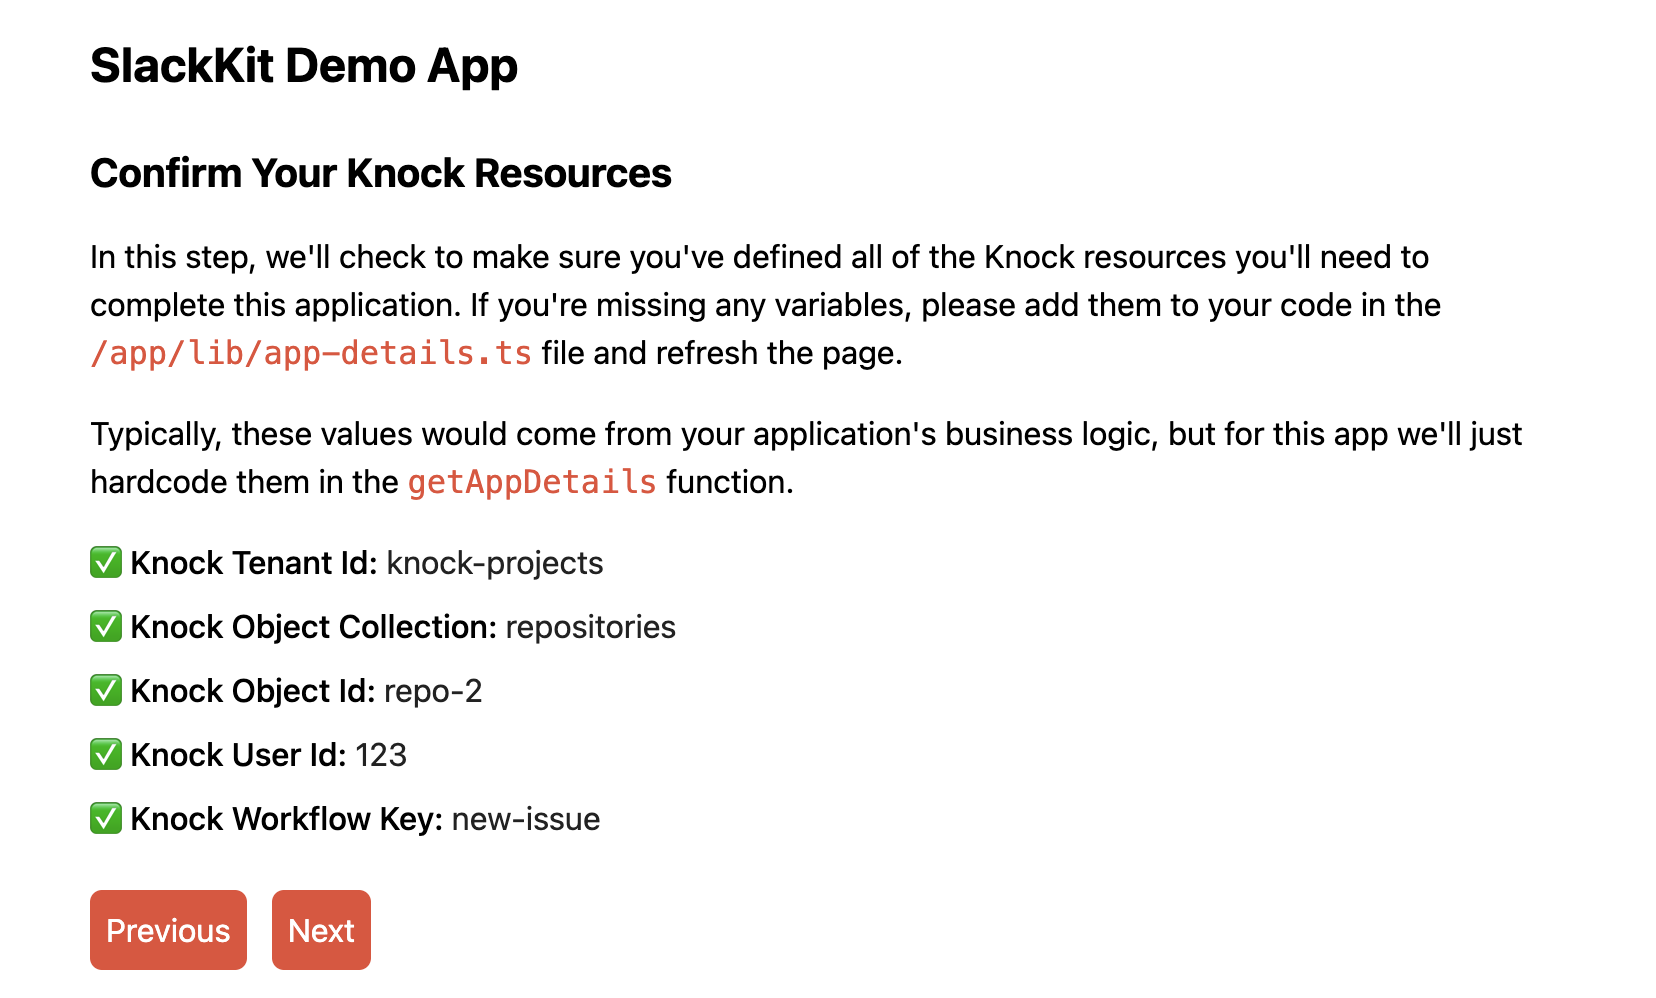 SlackKit Demo App
Confirm Your Knock Resources
In this step, we'll check to make sure you've defined all of the Knock resources you'll need to
complete this application. If you're missing any variables, please add them to your code in the
/app/lib/app-details.ts file and refresh the page.
Typically, these values would come from your application's business logic, but for this app we'll just
hardcode them in the getAppDetails function.
✅ Knock Tenant Id: knock-projects
✅ Knock Object Collection: repositories
✅ Knock Object Id: repo-2
✅ Knock User Id: 123
✅ Knock Workflow Key: new-issue
Previous Next